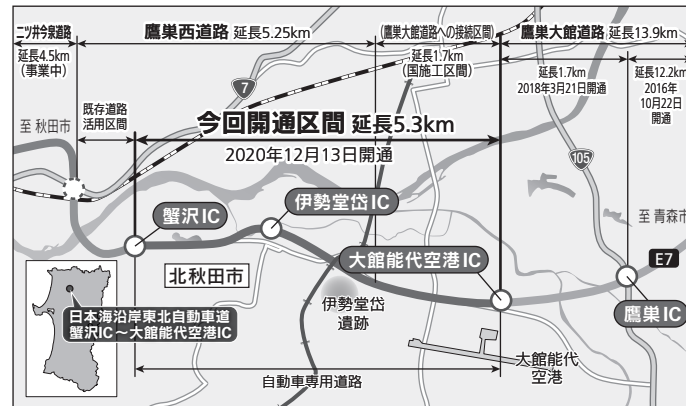 二ツ井今泉道路
延長4.5km
(事業中)
鷹巣西道路 延長5.25km
(鷹巣大館道路への接続区間)
延長1.7km
(国施工区間)
鷹巣大館道路 延長13.9km
延長1.7km
2018年3月21日開通
延長12.2km
2016年
10月22日
開通
7
至 秋田市
既存道路
活用区間
今回開通区間 延長5.3km
2020年12月13日開通
105
至 青森市
蟹沢IC
伊勢堂岱IC
大館能代空港IC
E7
鷹巣IC
北秋田市
伊勢堂岱
遺跡
日本海沿岸東北自動車道
蟹沢IC〜大館能代空港IC
大館能代
空港
自動車専用道路